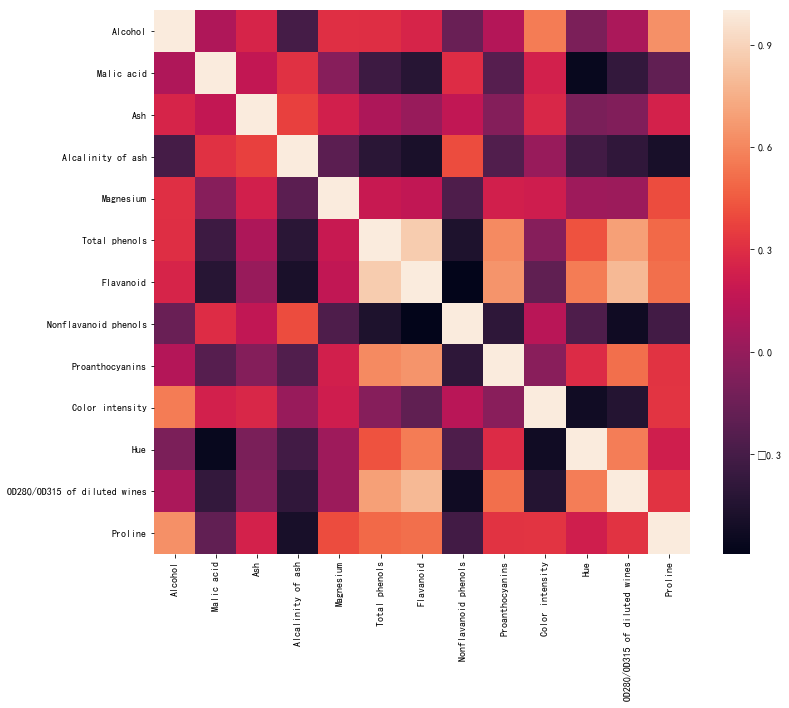 Alcohol
Malic acid
Ash
Alcalinity of ash
Magnesium
Total phenols
Flavanoid
Nonflavanoid phenols
Proanthocyanins
Color intensity
Hue
OD280/OD315 of diluted wines
Proline
Alcohol
Malic acid
Ash
Alcalinity of ash
Magnesium
Total phenols
Flavanoid
Nonflavanoid phenols
Proanthocyanins
Color intensity
Hue
OD280/OD315 of diluted wines
Proline
0.9
0.6
0.3
0.0
□0.3